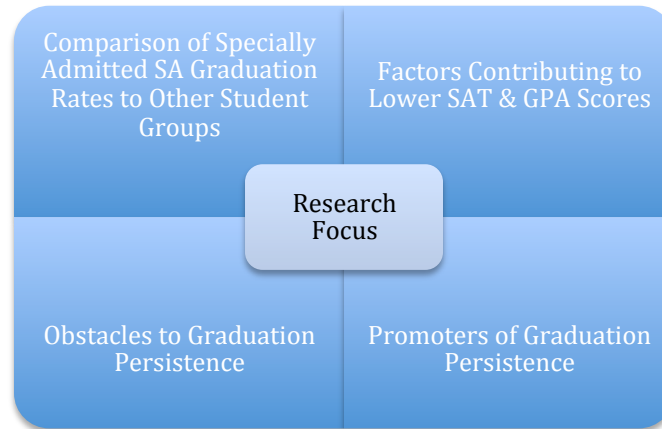 Comparison of Specially
Admitted SA Graduation
Rates to Other Student
Groups
Factors Contributing to
Lower SAT & GPA Scores
Research
Focus
Obstacles to Graduation
Persistence
Promoters of Graduation
Persistence